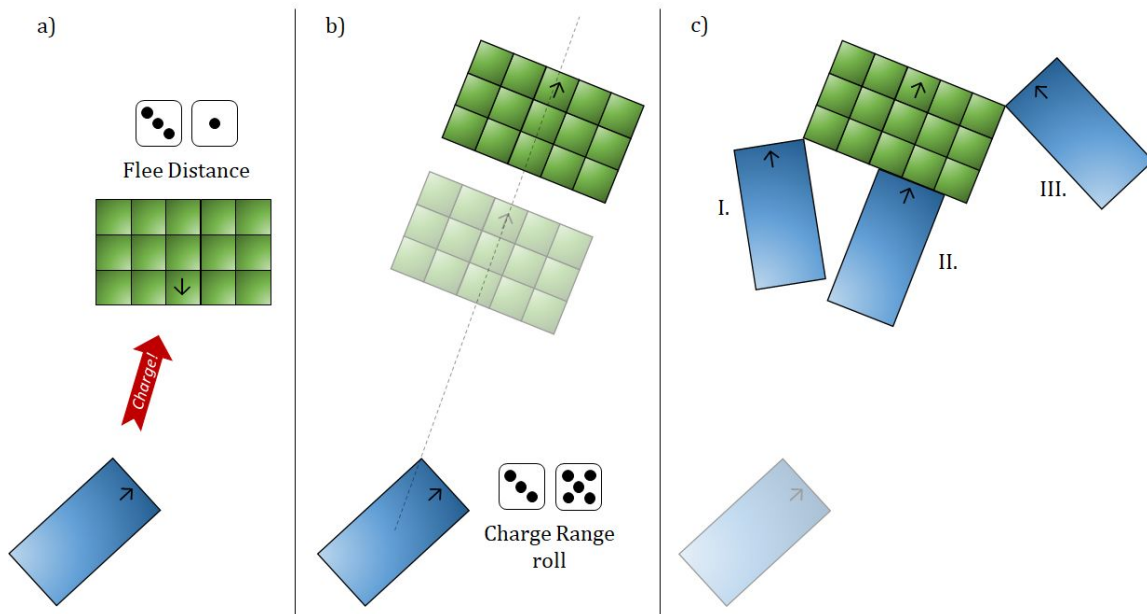 a)
Flee Distance
Charge!
b)
Charge Range
roll
c)
I.
II.
III.